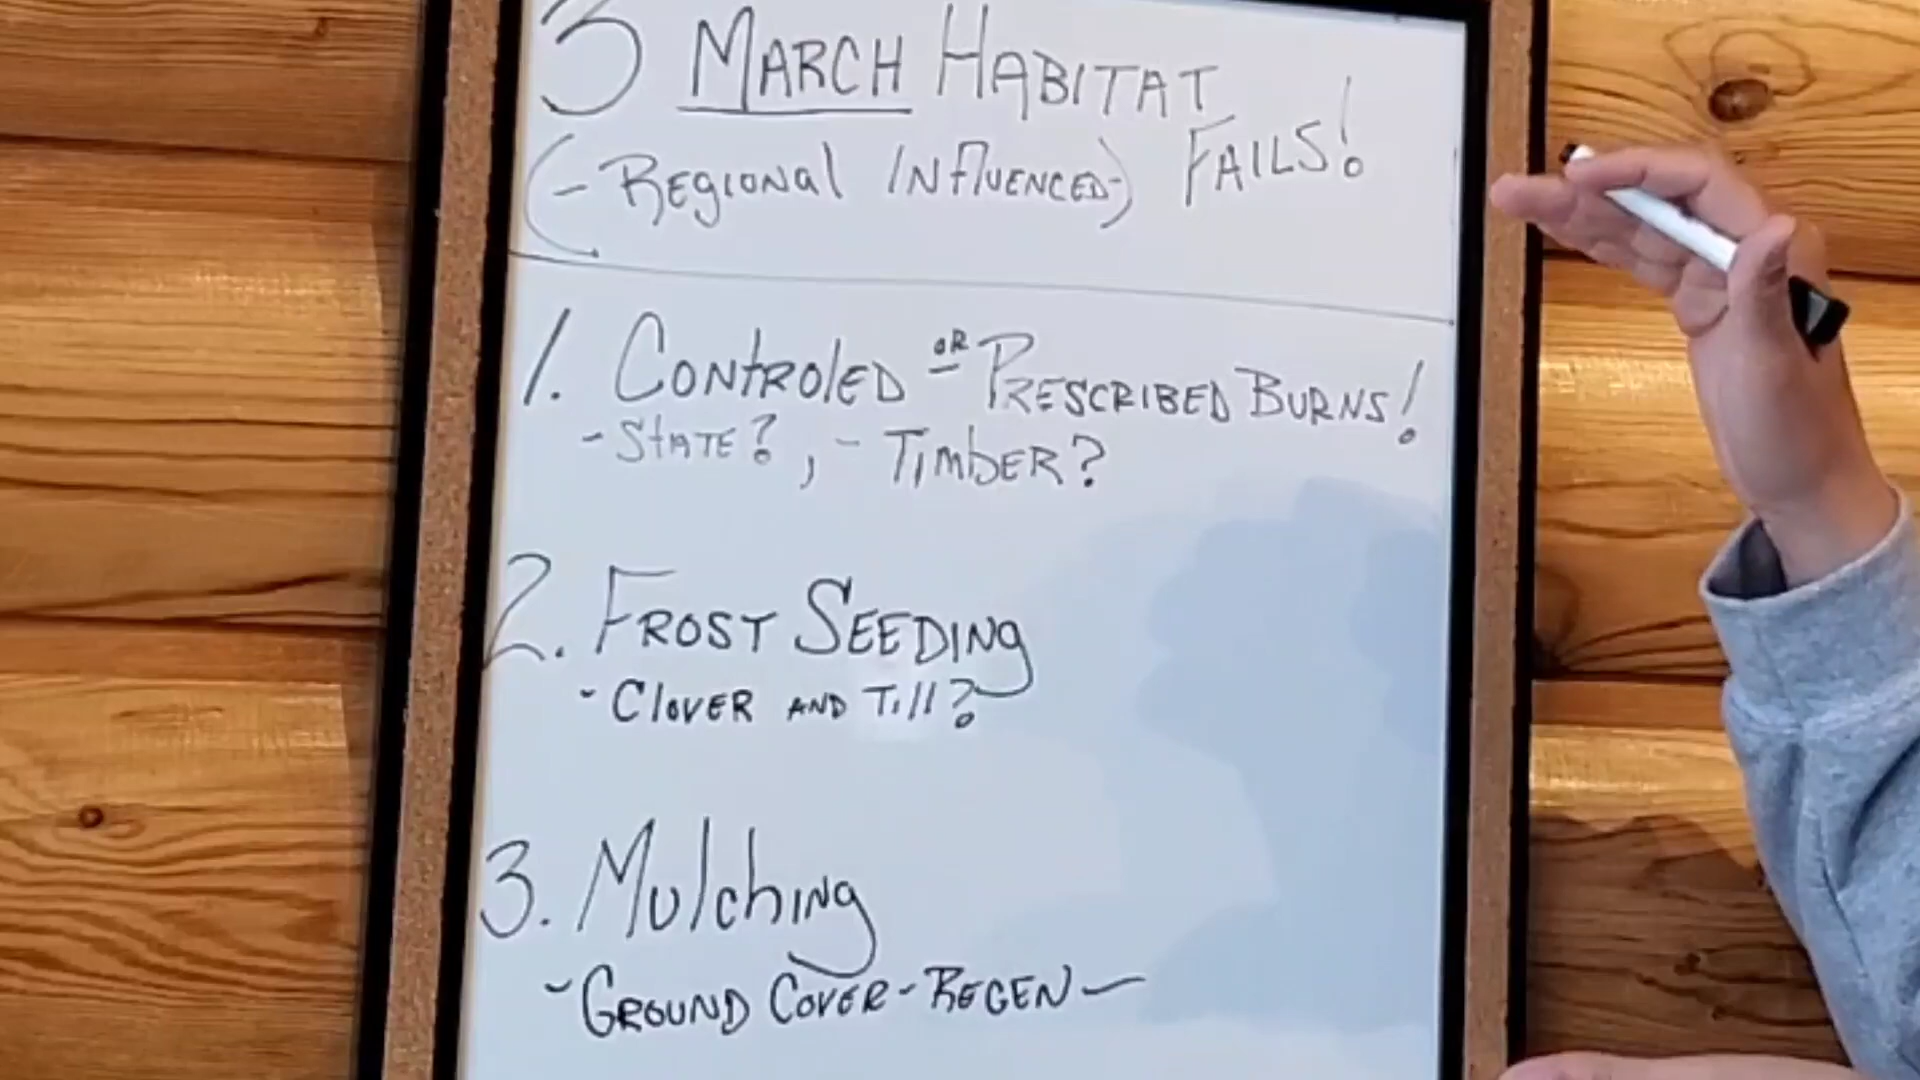 3 MARCH HABITAT
(-REGIONAL INFLUENCED-) FAILS!
1. CONTROLED OR PRESCRIBED BURNS!
- STATE?, - TIMBER?
2. FROST SEEDING
- CLOVER AND TILL?
3. MULCHING
- GROUND COVER - REGEN -